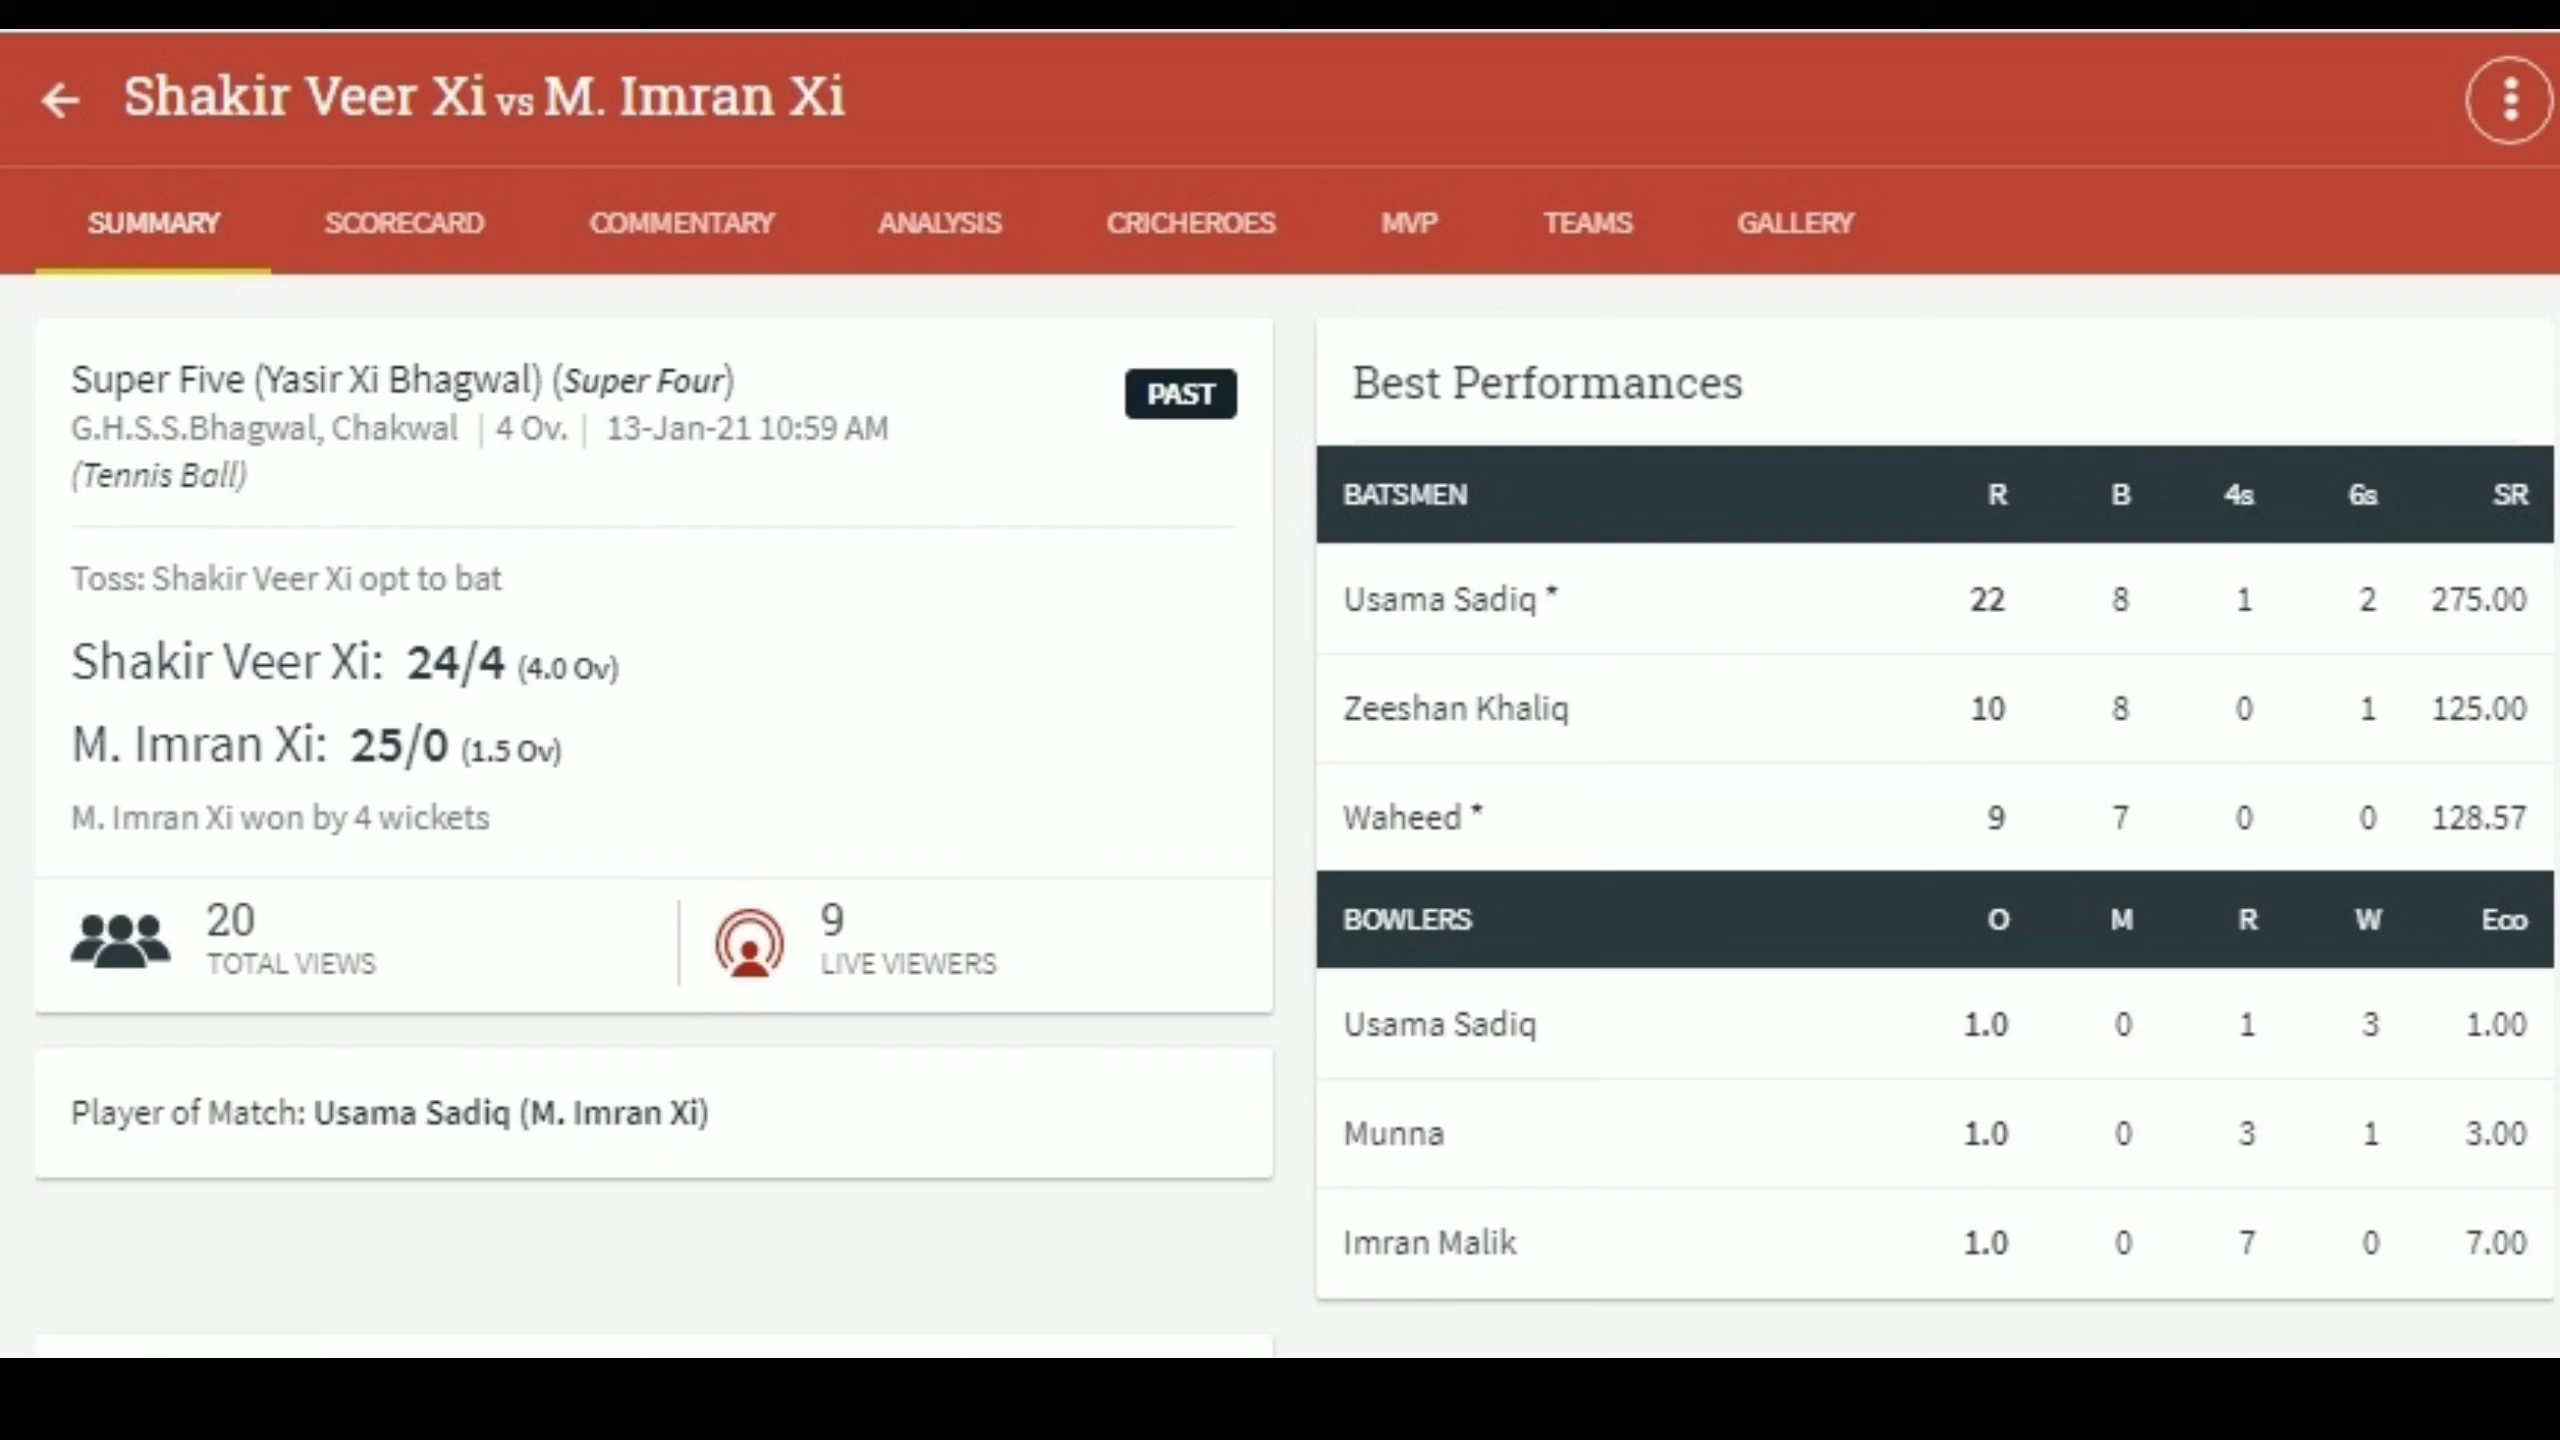 Shakir Veer Xi vs M. Imran Xi
SUMMARY SCORECARD COMMENTARY ANALYSIS CRICHEROES MVP TEAMS GALLERY
Super Five (Yasir Xi Bhagwal) (Super Four)
PAST
G.H.S.S.Bhagwal, Chakwal | 4 Ov. | 13-Jan-21 10:59 AM
(Tennis Ball)
Toss: Shakir Veer Xi opt to bat
Shakir Veer Xi: 24/4 (4.0 Ov)
M. Imran Xi: 25/0 (1.5 Ov)
M. Imran Xi won by 4 wickets
20
TOTAL VIEWS
9
LIVE VIEWERS
Player of Match: Usama Sadiq (M. Imran Xi)
Best Performances
BATSMEN R B 4s 6s SR
Usama Sadiq * 22 8 1 2 275.00
Zeeshan Khaliq 10 8 0 1 125.00
Waheed * 9 7 0 0 128.57
BOWLERS O M R W Eco
Usama Sadiq 1.0 0 1 3 1.00
Munna 1.0 0 3 1 3.00
Imran Malik 1.0 0 7 0 7.00